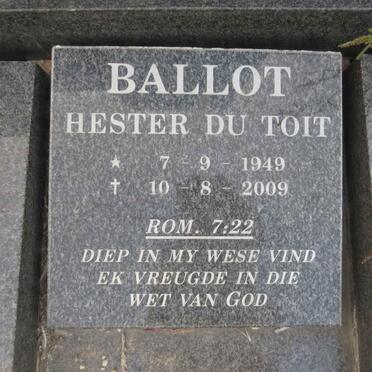 BALLOT
HESTER DU TOIT
★ 7 - 9 - 1949
✝ 10 - 8 - 2009
ROM. 7:22
DIEP IN MY WESE VIND
EK VREUGDE IN DIE
WET VAN GOD